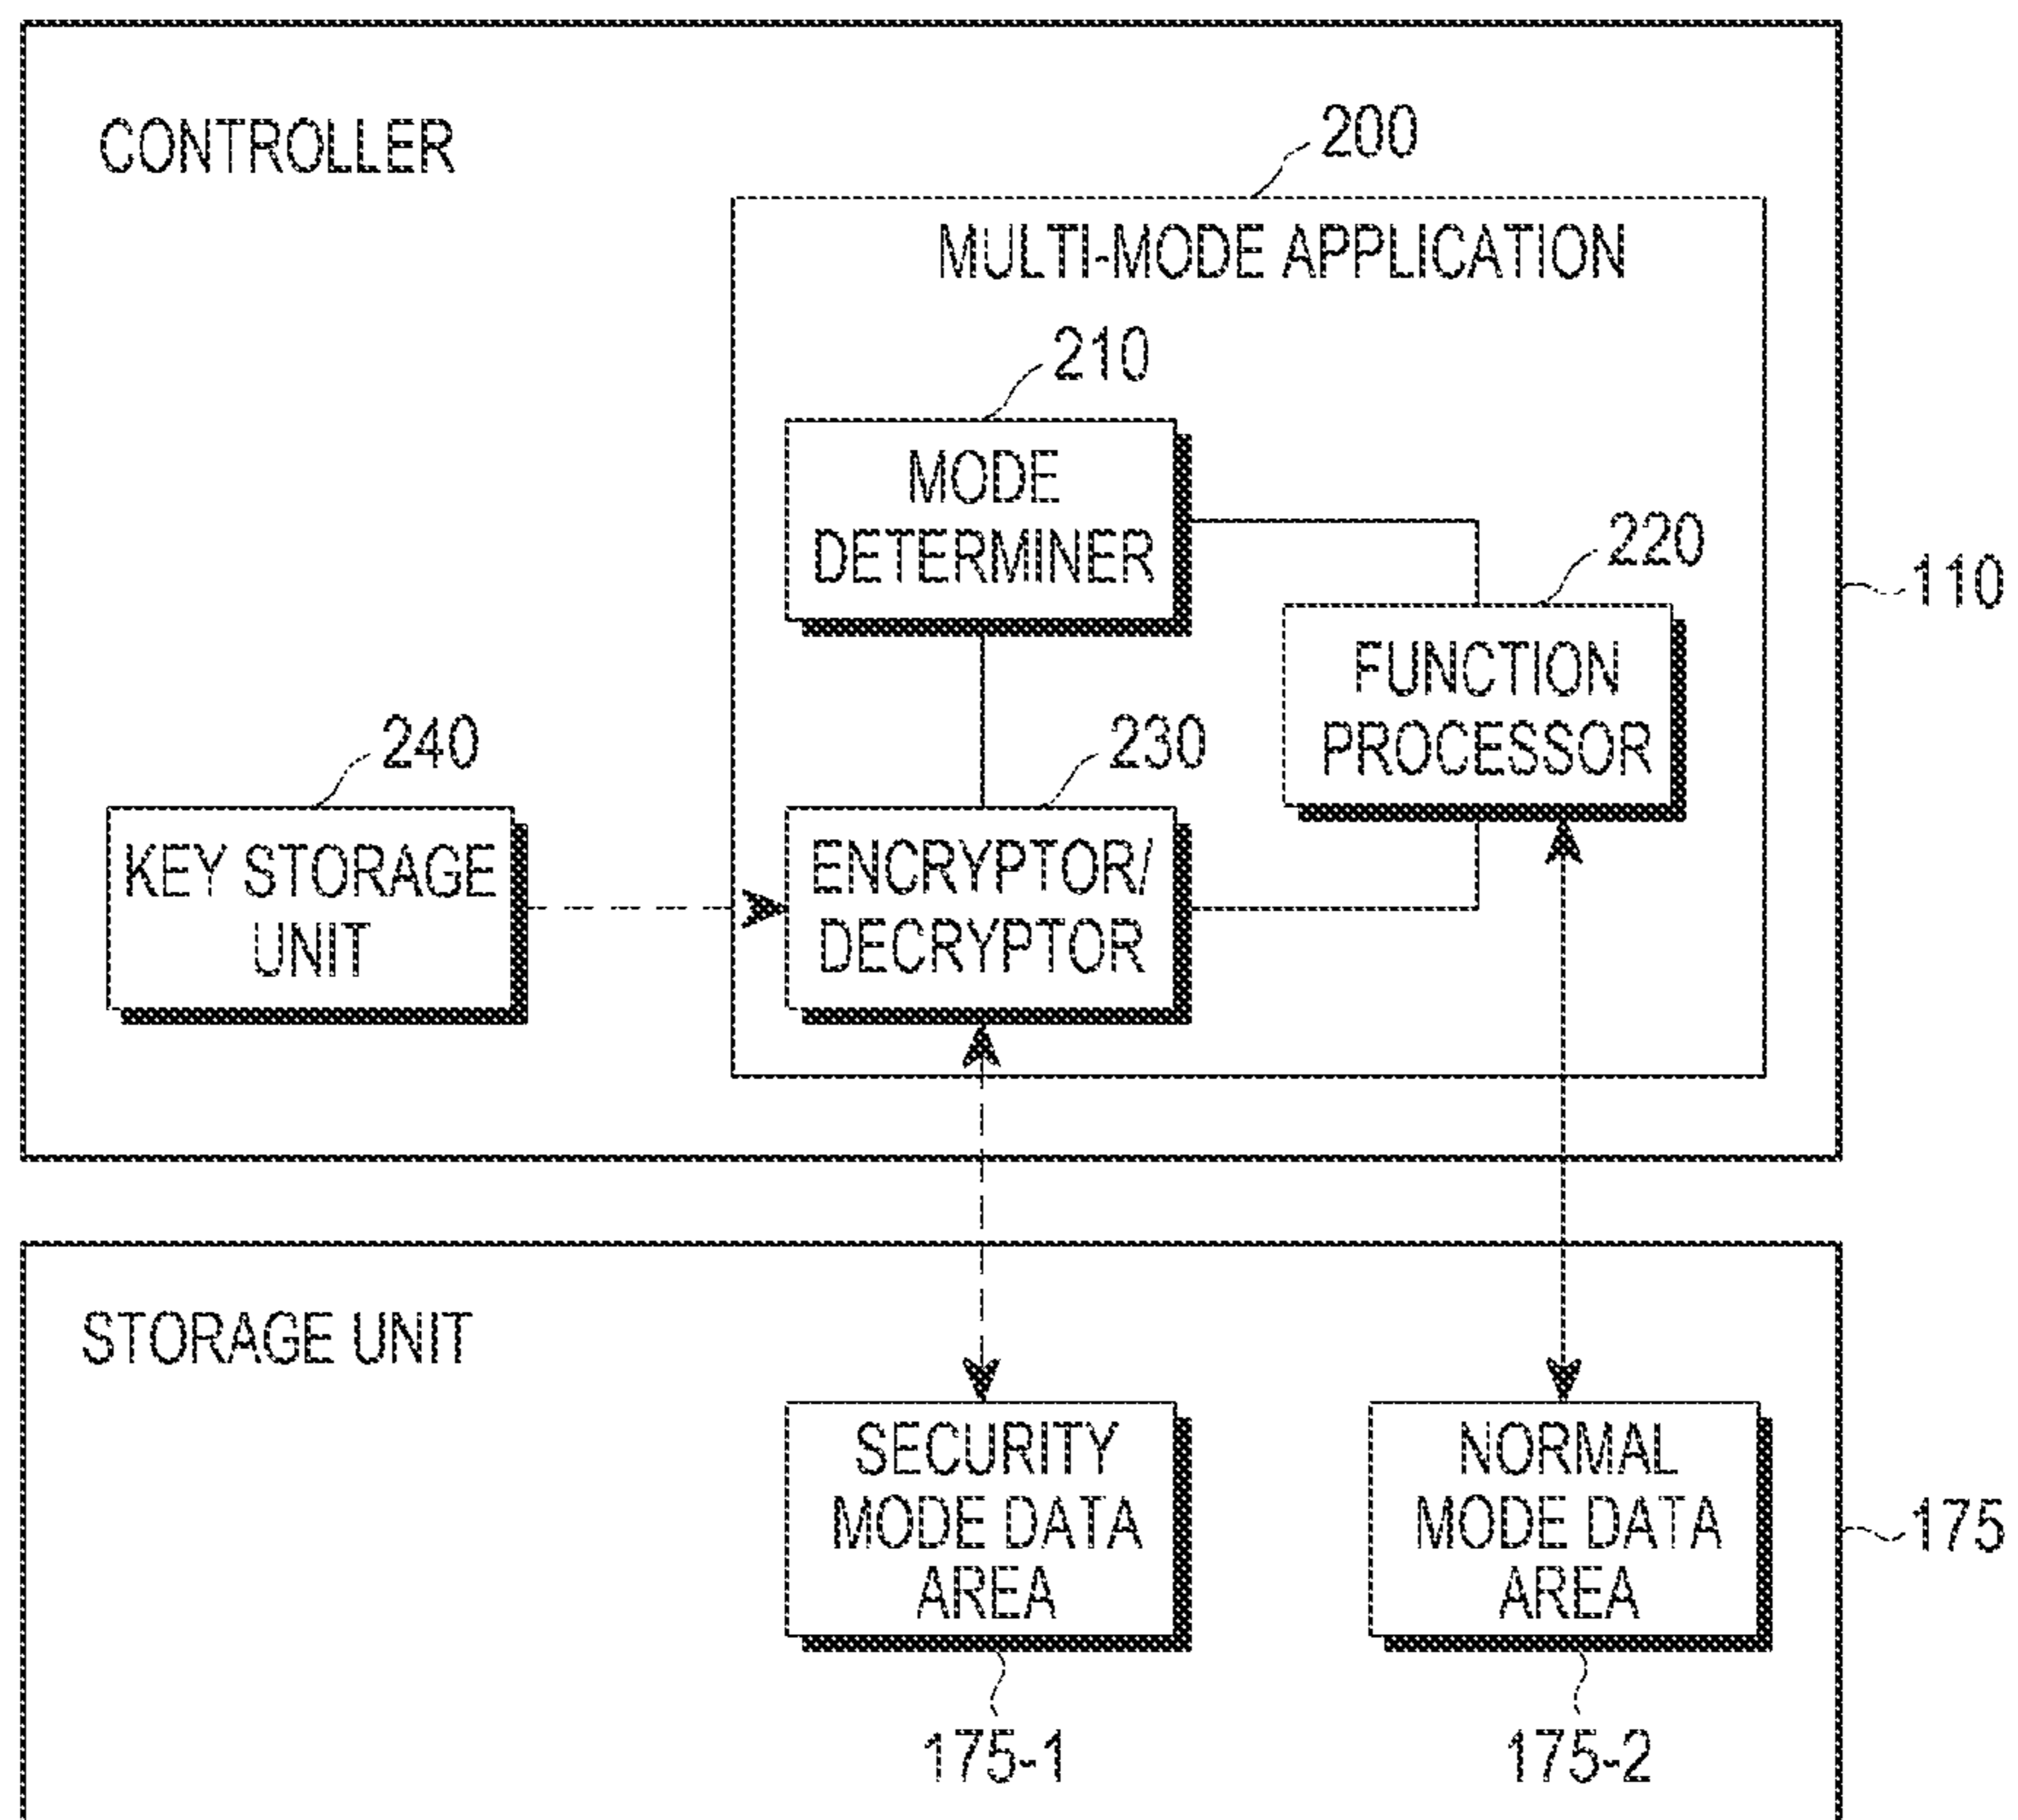 CONTROLLER
200
MULTI-MODE APPLICATION
210
MODE
DETERMINER
220
110
FUNCTION
PROCESSOR
240
230
KEY STORAGE
UNIT
ENCRYPTOR/
DECRYPTOR
STORAGE UNIT
SECURITY
MODE DATA
AREA
NORMAL
MODE DATA
AREA
175
175-1
175-2